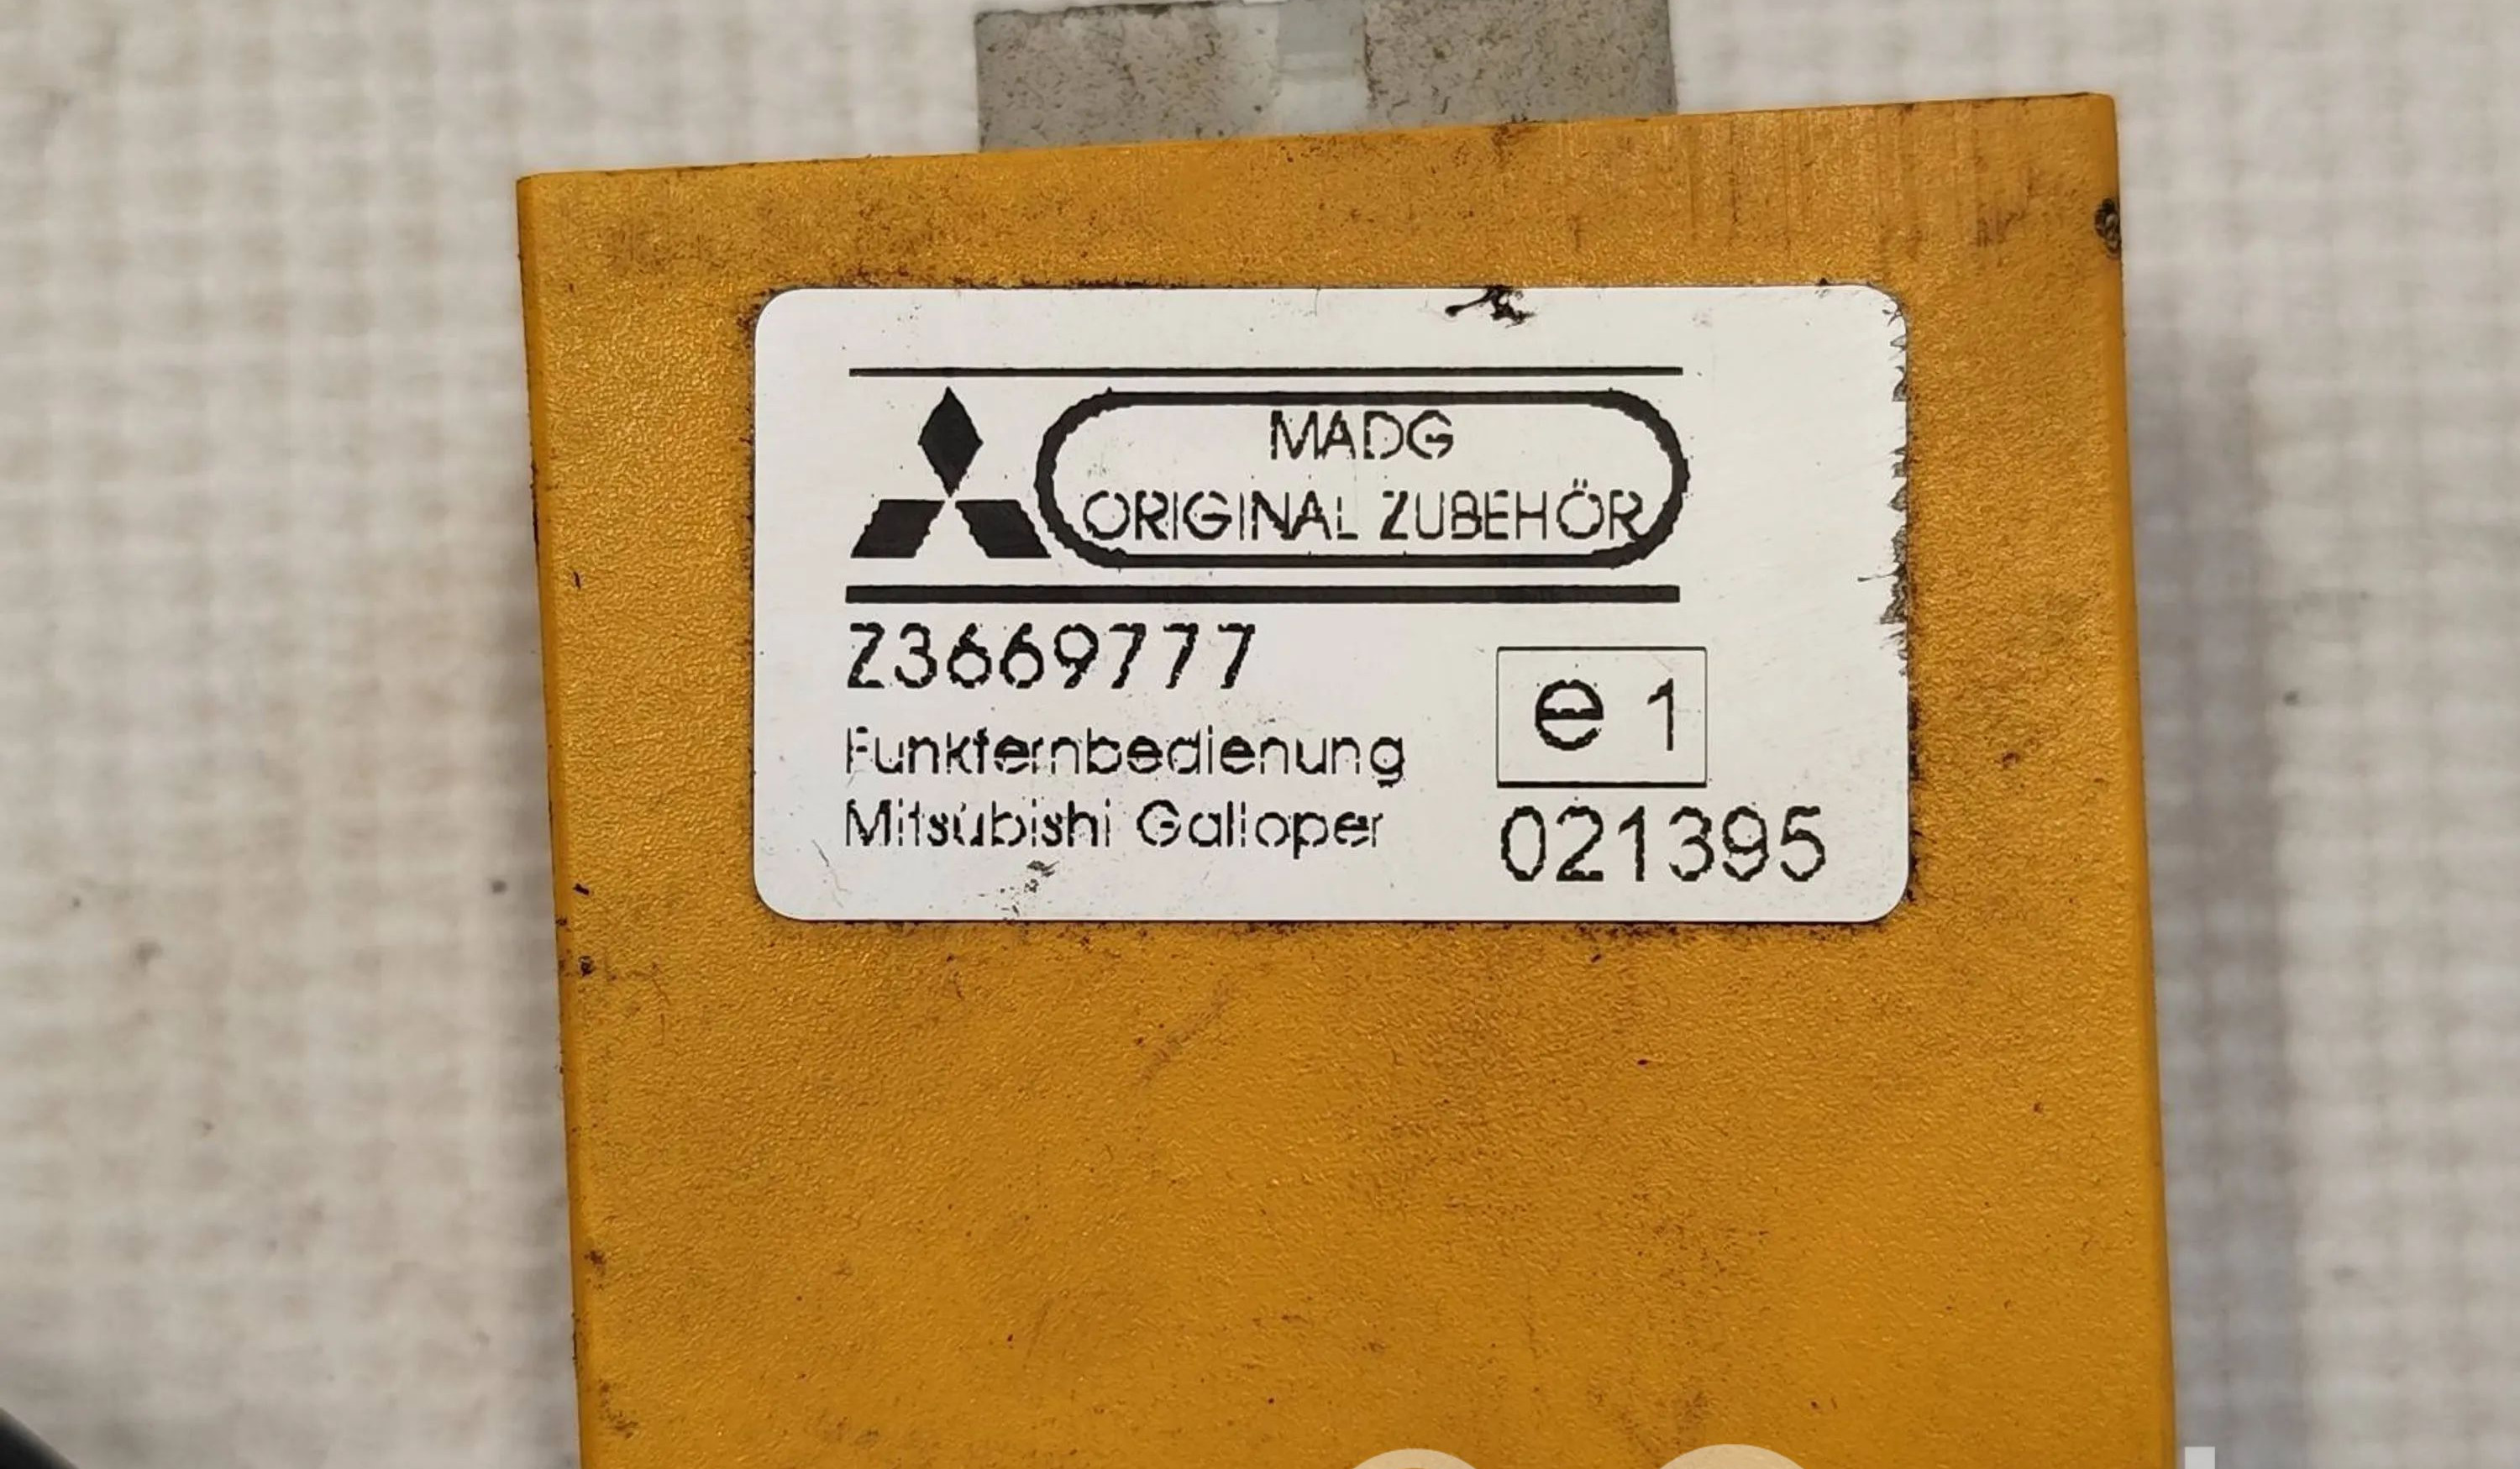 MADG
ORIGINAL ZUBEHÖR
Z3669777
Funkfernbedienung
Mitsubishi Galloper
e 1
021395